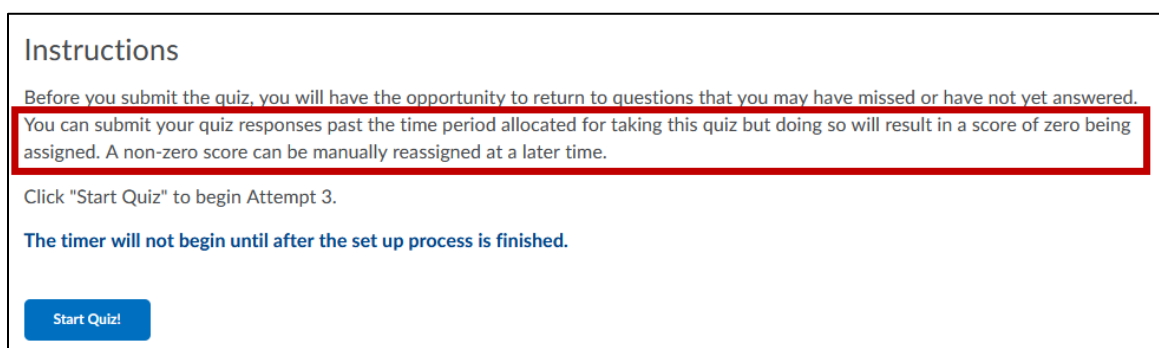 Instructions
Before you submit the quiz, you will have the opportunity to return to questions that you may have missed or have not yet answered.
You can submit your quiz responses past the time period allocated for taking this quiz but doing so will result in a score of zero being
assigned. A non-zero score can be manually reassigned at a later time.
Click "Start Quiz" to begin Attempt 3.
The timer will not begin until after the set up process is finished.
Start Quiz!